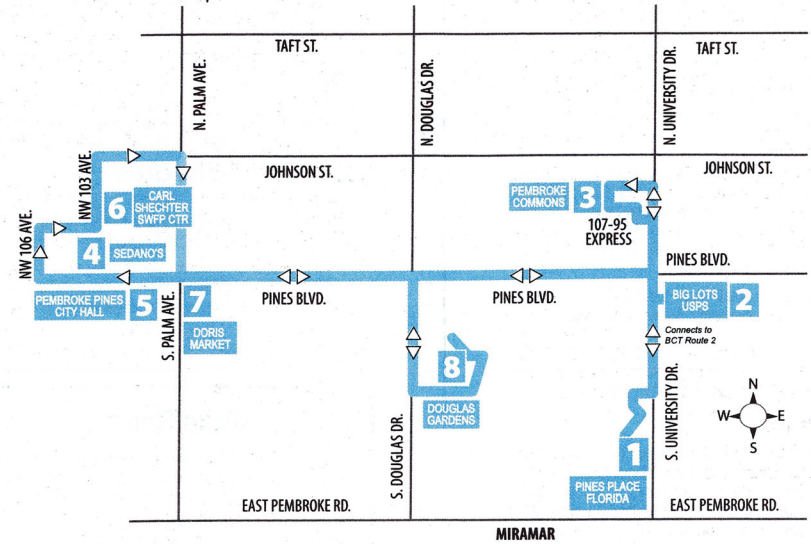 TAFT ST.
TAFT ST.
N. PALM AVE.
N. DOUGLAS DR.
N. UNIVERSITY DR.
JOHNSON ST.
JOHNSON ST.
NW 103 AVE.
NW 106 AVE.
6
CARL
SHECHTER
SWFP CTR
PEMBROKE
COMMONS
3
107-95
EXPRESS
4
SEDANO'S
PINES BLVD.
PINES BLVD.
PINES BLVD.
PEMBROKE PINES
CITY HALL
5
S. PALM AVE.
7
DORIS
MARKET
BIG LOTS
USPS
2
Connects to
BCT Route 2
8
DOUGLAS
GARDENS
S. DOUGLAS DR.
S. UNIVERSITY DR.
N
W
E
S
1
PINES PLACE
FLORIDA
EAST PEMBROKE RD.
EAST PEMBROKE RD.
MIRAMAR